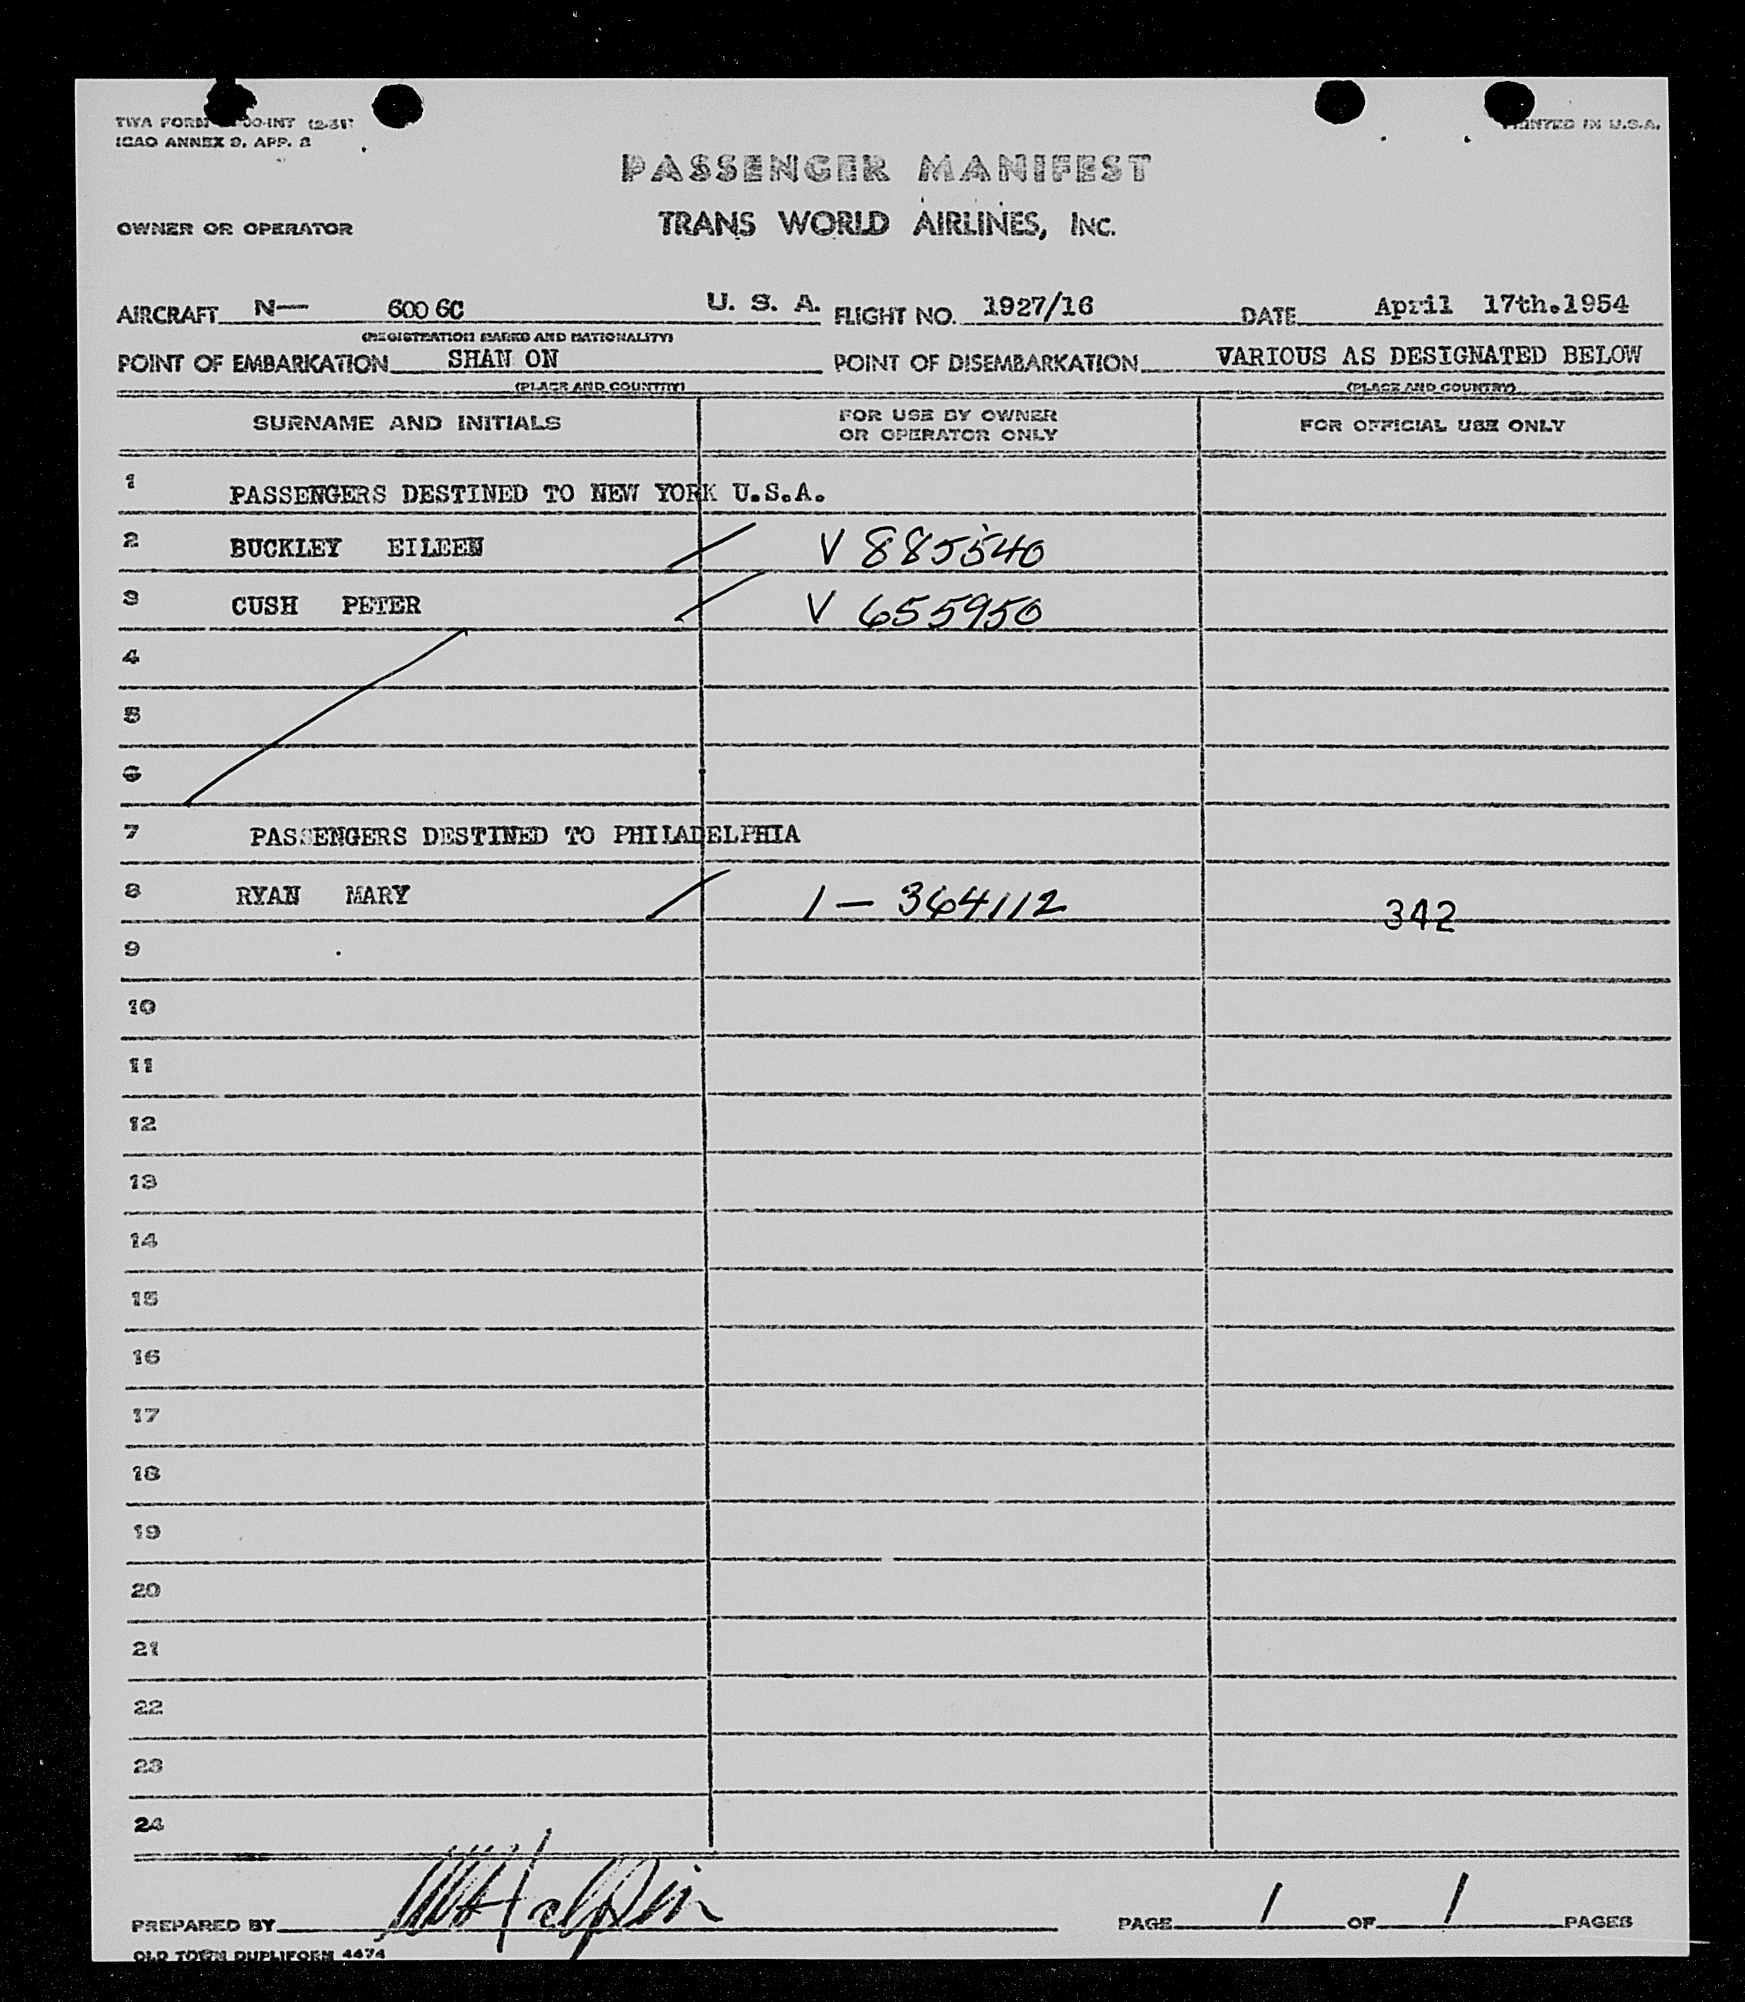 TWA FORM 00-INT (2-51)
ICAO ANNEX 9, APP. 2
PRINTED IN U.S.A.
PASSENGER MANIFEST
OWNER OR OPERATOR TRANS WORLD AIRLINES, INC.
AIRCRAFT N— 6006C U. S. A. FLIGHT NO. 1927/16 DATE April 17th.1954
(REGISTRATION MARKS AND NATIONALITY)
POINT OF EMBARKATION SHAN ON POINT OF DISEMBARKATION VARIOUS AS DESIGNATED BELOW
(PLACE AND COUNTRY) (PLACE AND COUNTRY)
SURNAME AND INITIALS FOR USE BY OWNER OR OPERATOR ONLY FOR OFFICIAL USE ONLY
1 PASSENGERS DESTINED TO NEW YORK U.S.A.
2 BUCKLEY EILEEN V 885540
3 CUSH PETER V 655950
4
5
6
7 PASSENGERS DESTINED TO PHILADELPHIA
8 RYAN MARY 1 — 364112 342
9
10
11
12
13
14
15
16
17
18
19
20
21
22
23
24
PREPARED BY Halpin PAGE 1 OF 1 PAGES
OLD TOWN DUPLIFORM 4474